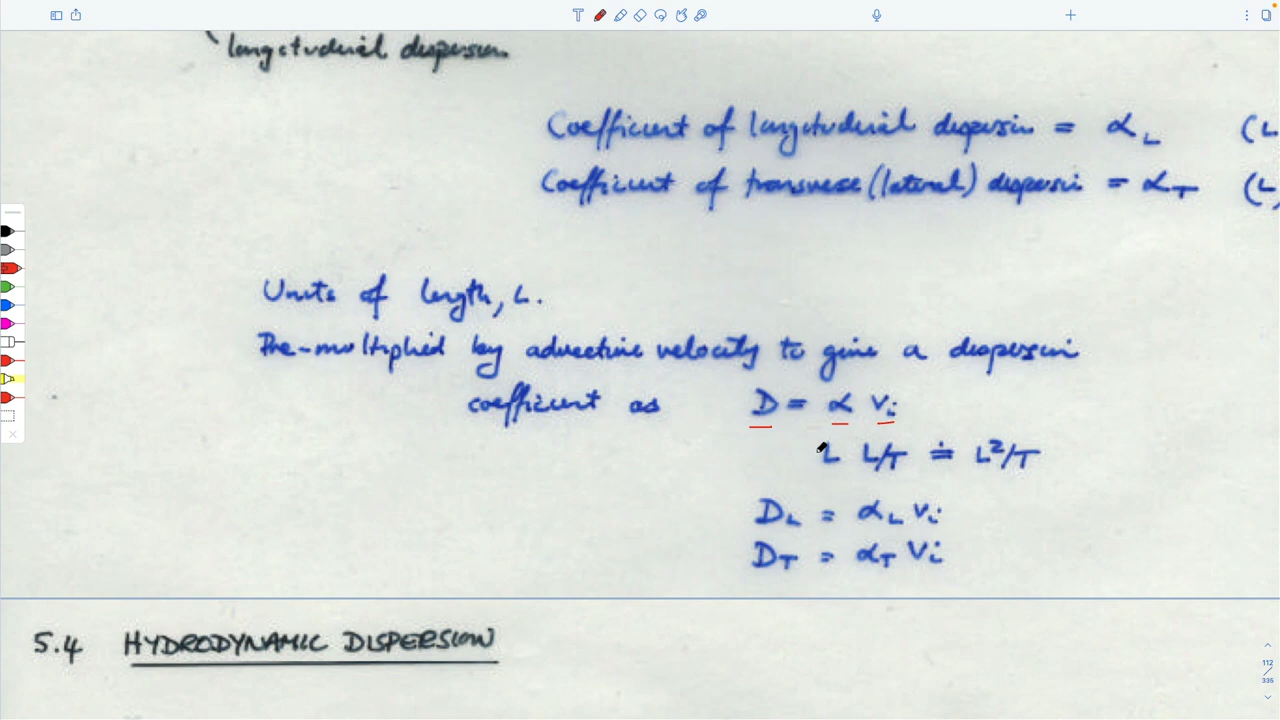 longitudinal dispersion
Coefficient of longitudinal dispersion = αL (L
Coefficient of transverse (lateral) dispersion = αT (L)
Units of length, L.
Pre-multiplied by advective velocity to give a dispersion
coefficient as D = α vi
L L/T ≐ L²/T
DL = αL vi
DT = αT vi
5.4 HYDRODYNAMIC DISPERSION
112
/
335